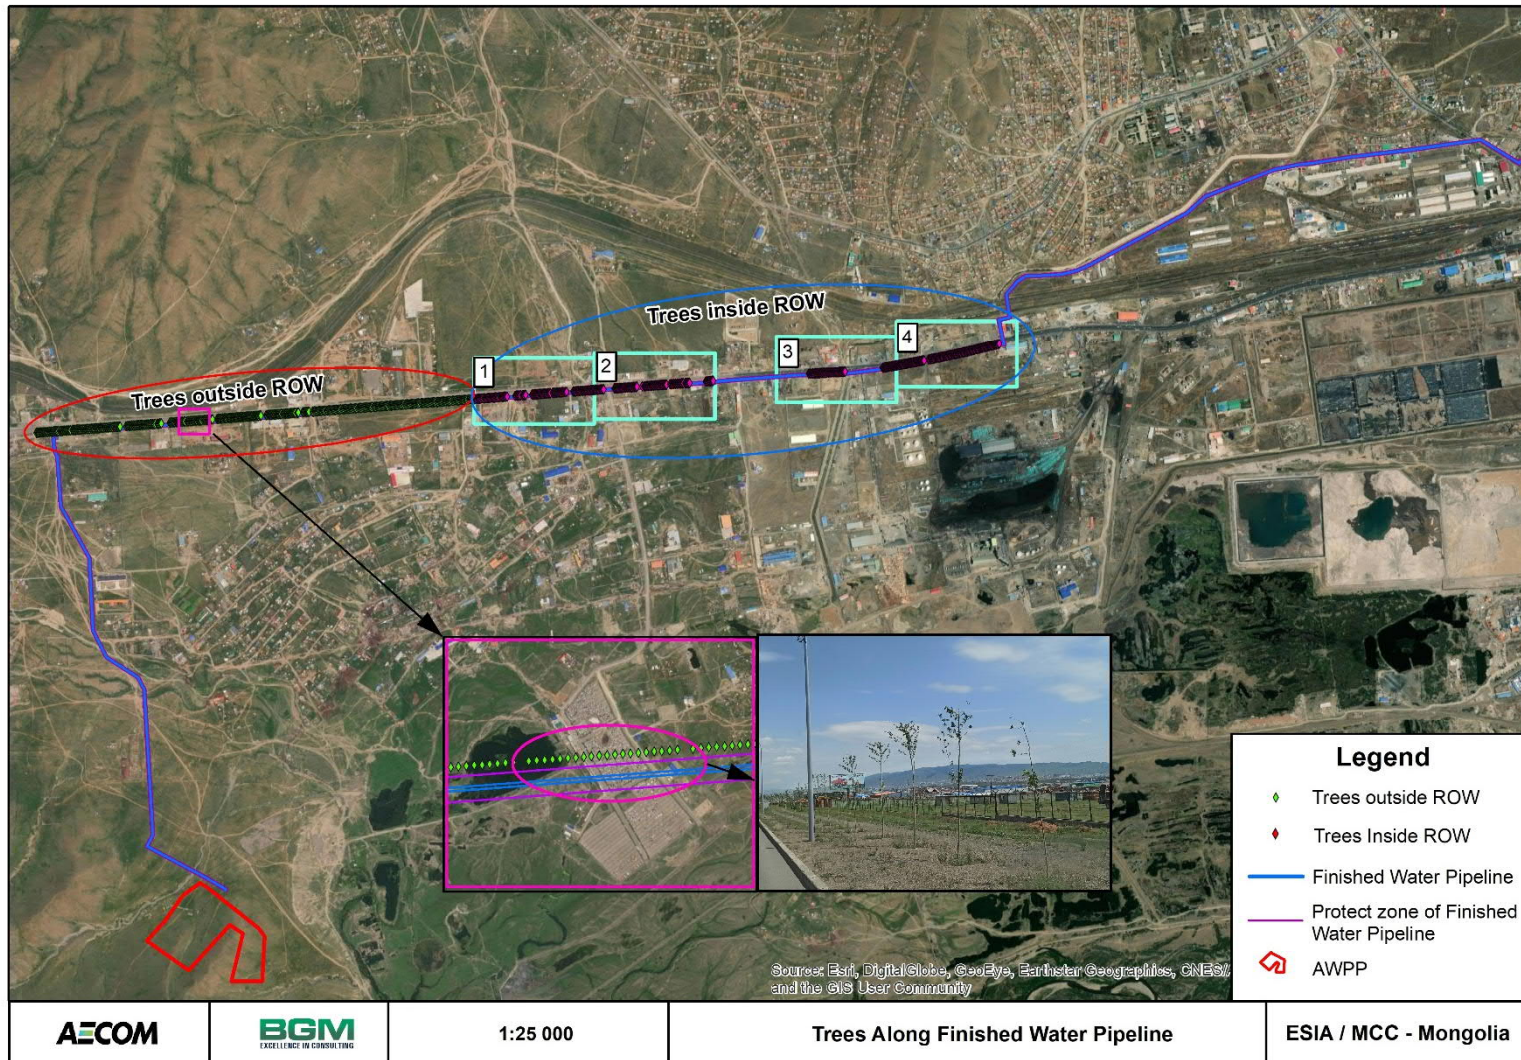 Trees inside ROW
Trees outside ROW
1
2
3
4
Legend
Trees outside ROW
Trees Inside ROW
Finished Water Pipeline
Protect zone of Finished
Water Pipeline
AWPP
Source: Esri, DigitalGlobe, GeoEye, Earthstar Geographics, CNES/
and the GIS User Community
AECOM
BGM
EXCELLENCE IN CONSULTING
1:25 000
Trees Along Finished Water Pipeline
ESIA / MCC - Mongolia